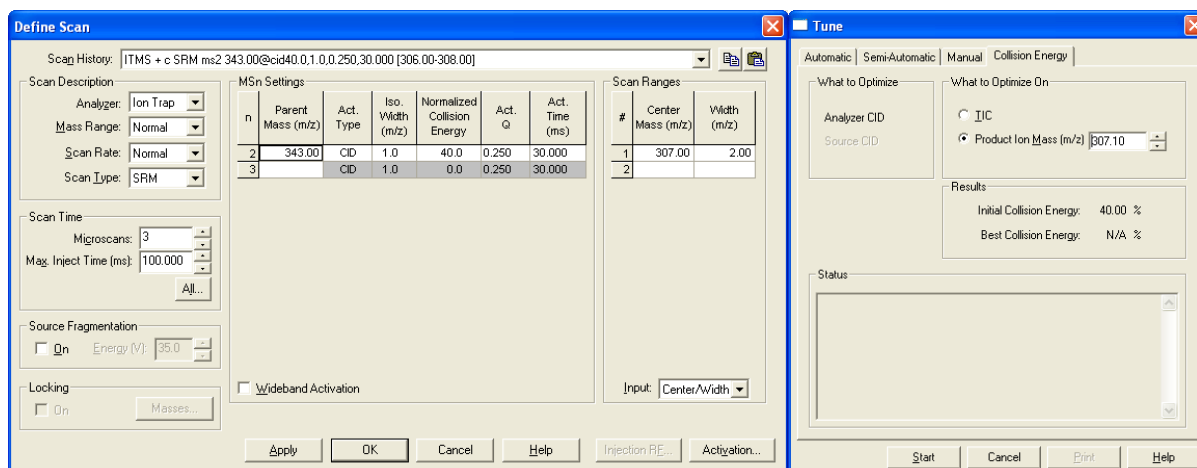 Define Scan
Scan History: ITMS + c SRM ms2 343.00@cid40.0,1.0,0.250,30.000 [306.00-308.00]
Scan Description
Analyzer: Ion Trap
Mass Range: Normal
Scan Rate: Normal
Scan Type: SRM
Scan Time
Microscans: 3
Max. Inject Time (ms): 100.000
All...
Source Fragmentation
On Energy (V): 35.0
Locking
On Masses...
MSn Settings
n Parent Mass (m/z) Act. Type Iso. Width (m/z) Normalized Collision Energy Act. Q Act. Time (ms)
2 343.00 CID 1.0 40.0 0.250 30.000
3 CID 1.0 0.0 0.250 30.000
Wideband Activation
Scan Ranges
# Center Mass (m/z) Width (m/z)
1 307.00 2.00
2
Input: Center/Width
Apply OK Cancel Help Injection RF... Activation...
Tune
Automatic Semi-Automatic Manual Collision Energy
What to Optimize
Analyzer CID
Source CID
What to Optimize On
TIC
Product Ion Mass (m/z) 307.10
Results
Initial Collision Energy: 40.00 %
Best Collision Energy: N/A %
Status
Start Cancel Print Help